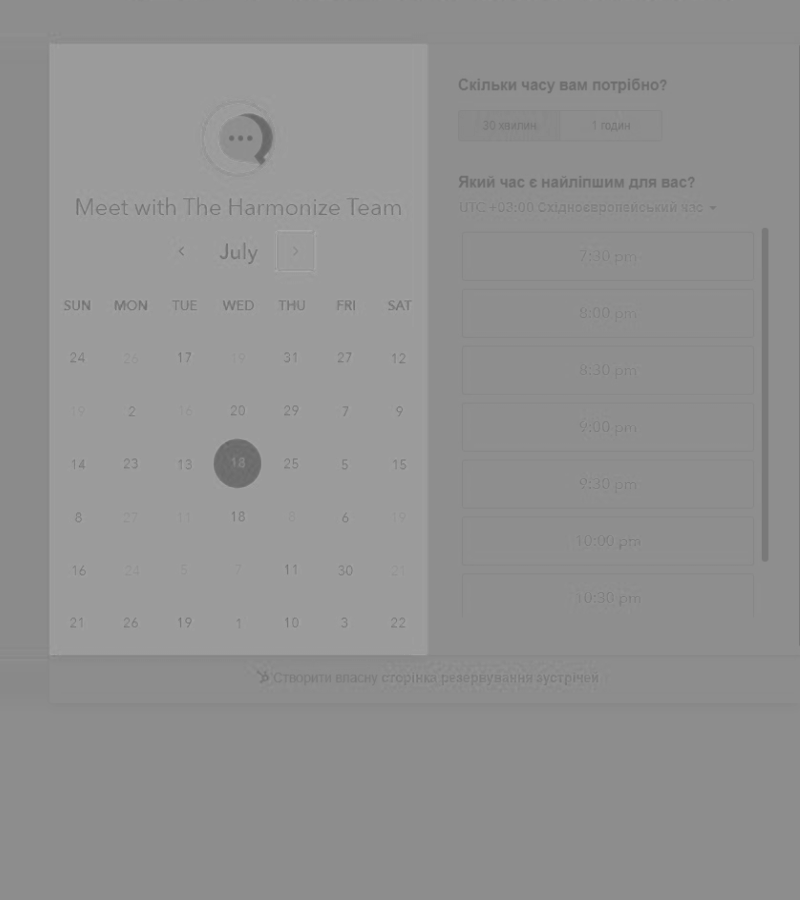 Meet with The Harmonize Team
July
SUN MON TUE WED THU FRI SAT
24 26 17 19 31 27 12
19 2 16 20 29 7 9
14 23 13 18 25 5 15
8 27 11 18 8 6 19
16 24 5 7 11 30 21
21 26 19 1 10 3 22
Скільки часу вам потрібно?
30 хвилин 1 годин
Який час є найліпшим для вас?
UTC +03:00 Східноєвропейський час
7:30 pm
8:00 pm
8:30 pm
9:00 pm
9:30 pm
10:00 pm
10:30 pm
Створити власну сторінка резервування зустрічей